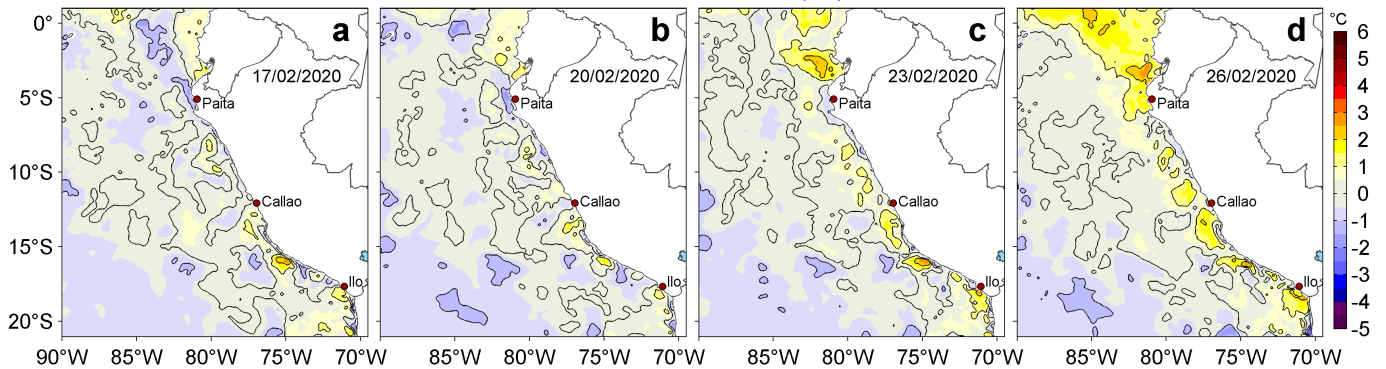 a b c d
17/02/2020 20/02/2020 23/02/2020 26/02/2020
Paita Paita Paita Paita
Callao Callao Callao Callao
Ilo Ilo Ilo Ilo
0°
5°S
10°S
15°S
20°S
90°W 85°W 80°W 75°W 70°W 85°W 80°W 75°W 70°W 85°W 80°W 75°W 70°W 85°W 80°W 75°W 70°W
°C
6
5
4
3
2
1
0
-1
-2
-3
-4
-5